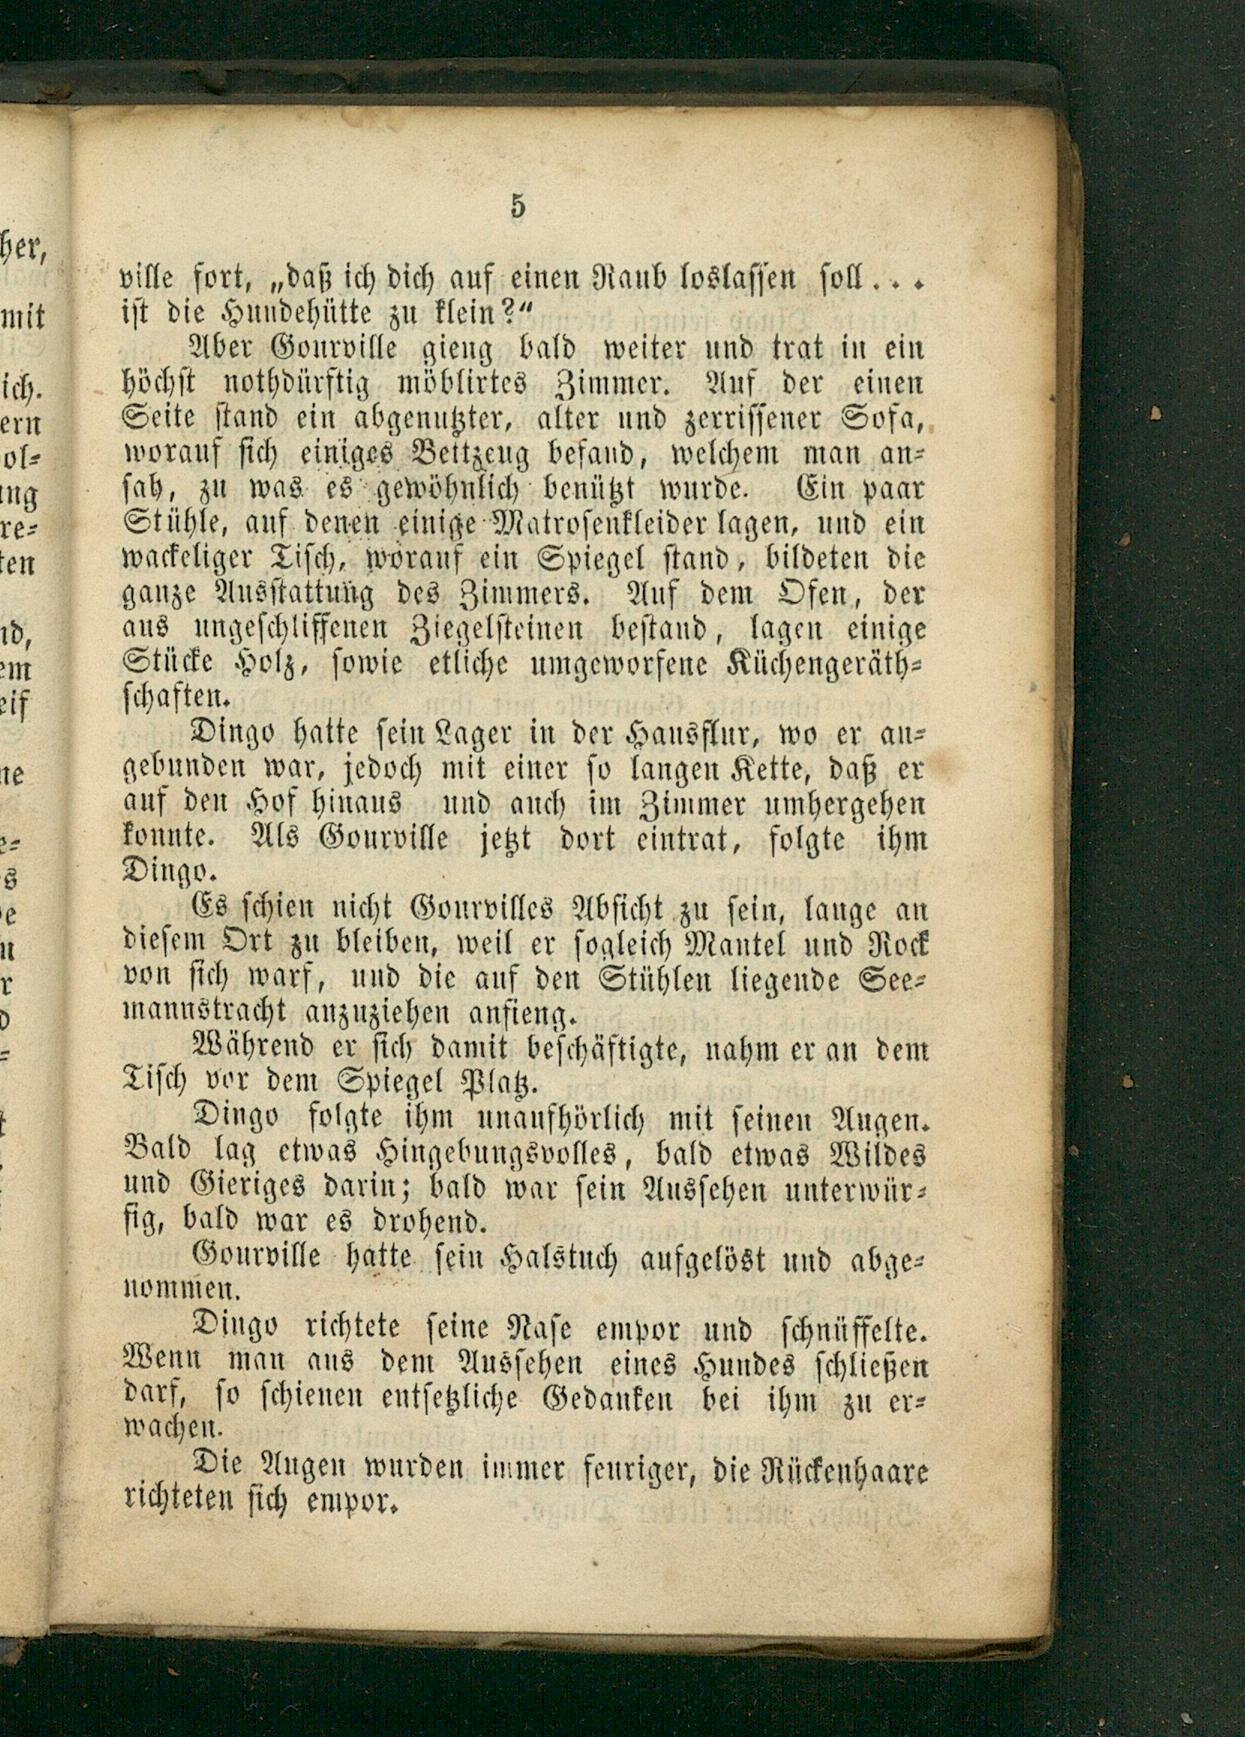 5
ville fort, „daß ich dich auf einen Raub loslassen soll . . .
ist die Hundehütte zu klein?“
Aber Gourville gieng bald weiter und trat in ein
höchst nothdürftig möblirtes Zimmer. Auf der einen
Seite stand ein abgenutzter, alter und zerrissener Sofa,
worauf sich einiges Bettzeug befand, welchem man an-
sah, zu was es gewöhnlich benützt wurde. Ein paar
Stühle, auf denen einige Matrosenkleider lagen, und ein
wackeliger Tisch, worauf ein Spiegel stand, bildeten die
ganze Ausstattung des Zimmers. Auf dem Ofen, der
aus ungeschliffenen Ziegelsteinen bestand, lagen einige
Stücke Holz, sowie etliche umgeworfene Küchengeräth-
schaften.
Dingo hatte sein Lager in der Hausflur, wo er an-
gebunden war, jedoch mit einer so langen Kette, daß er
auf den Hof hinaus und auch im Zimmer umhergehen
konnte. Als Gourville jetzt dort eintrat, folgte ihm
Dingo.
Es schien nicht Gourvilles Absicht zu sein, lange an
diesem Ort zu bleiben, weil er sogleich Mantel und Rock
von sich warf, und die auf den Stühlen liegende See-
mannstracht anzuziehen anfieng.
Während er sich damit beschäftigte, nahm er an dem
Tisch vor dem Spiegel Platz.
Dingo folgte ihm unaufhörlich mit seinen Augen.
Bald lag etwas Hingebungsvolles, bald etwas Wildes
und Gieriges darin; bald war sein Aussehen unterwür-
fig, bald war es drohend.
Gourville hatte sein Halstuch aufgelöst und abge-
nommen.
Dingo richtete seine Nase empor und schnüffelte.
Wenn man aus dem Aussehen eines Hundes schließen
darf, so schienen entsetzliche Gedanken bei ihm zu er-
wachen.
Die Augen wurden immer feuriger, die Rückenhaare
richteten sich empor.